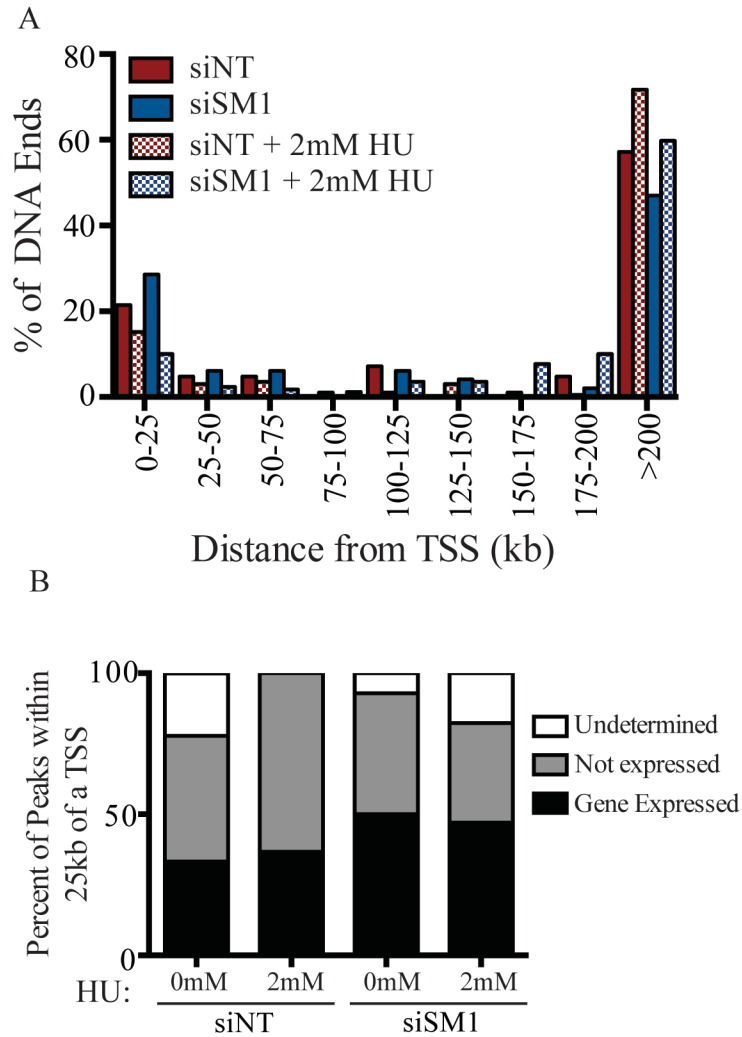 A
80
60
40
20
0
% of DNA Ends
siNT
siSM1
siNT + 2mM HU
siSM1 + 2mM HU
0-25
25-50
50-75
75-100
100-125
125-150
150-175
175-200
>200
Distance from TSS (kb)
B
Percent of Peaks within
25kb of a TSS
100
50
0
Undetermined
Not expressed
Gene Expressed
HU: 0mM 2mM 0mM 2mM
siNT siSM1